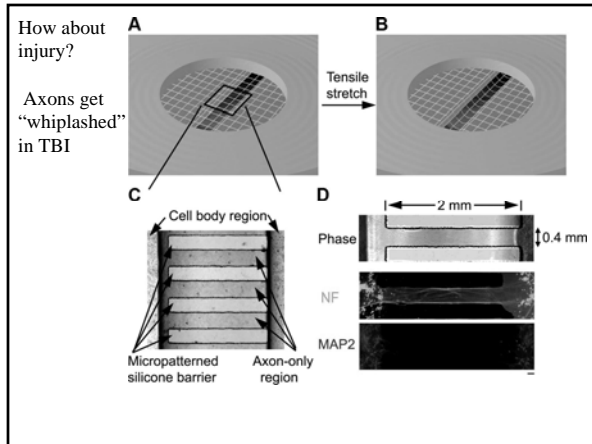 How about
injury?
Axons get
“whiplashed”
in TBI
A
B
Tensile
stretch
C
Cell body region
Micropatterned
silicone barrier
Axon-only
region
D
2 mm
Phase
0.4 mm
NF
MAP2